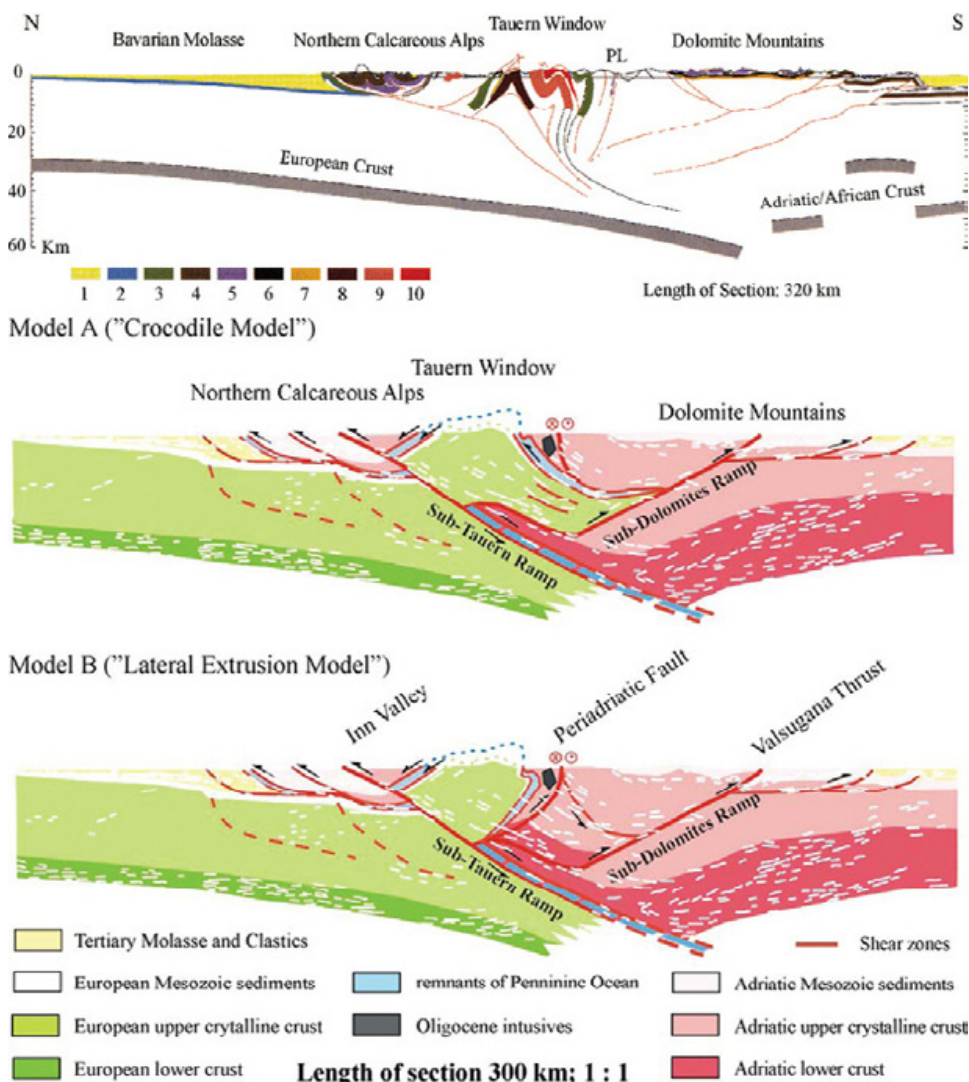 N
S
Tauern Window
Bavarian Molasse
Northern Calcareous Alps
PL
Dolomite Mountains
0
20
40
60
Km
European Crust
Adriatic/African Crust
1 2 3 4 5 6 7 8 9 10
Length of Section: 320 km
Model A ("Crocodile Model")
Tauern Window
Northern Calcareous Alps
Dolomite Mountains
Sub-Tauern Ramp
Sub-Dolomites Ramp
Model B ("Lateral Extrusion Model")
Inn Valley
Periadriatic Fault
Valsugana Thrust
Sub-Tauern Ramp
Sub-Dolomites Ramp
Tertiary Molasse and Clastics
Shear zones
European Mesozoic sediments
remnants of Pennininc Ocean
Adriatic Mesozoic sediments
European upper crytalline crust
Oligocene intusives
Adriatic upper crystalline crust
European lower crust
Length of section 300 km; 1 : 1
Adriatic lower crust